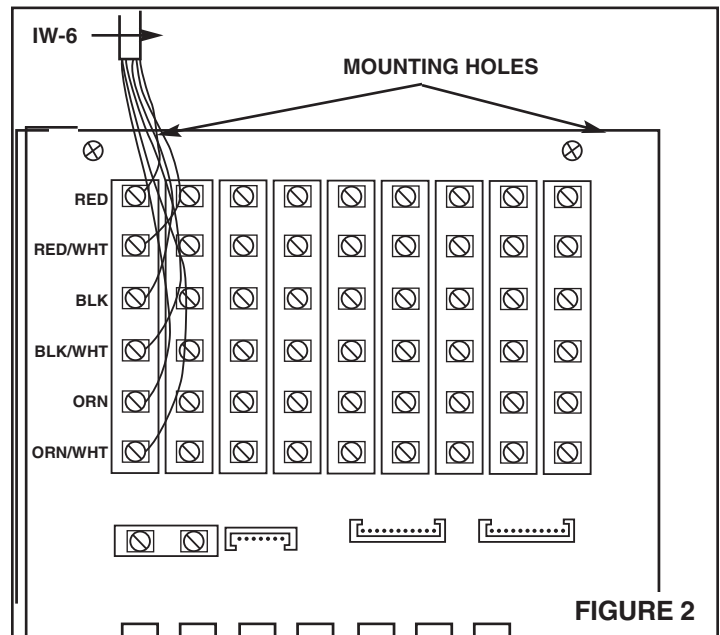 IW-6
MOUNTING HOLES
RED
RED/WHT
BLK
BLK/WHT
ORN
ORN/WHT
FIGURE 2